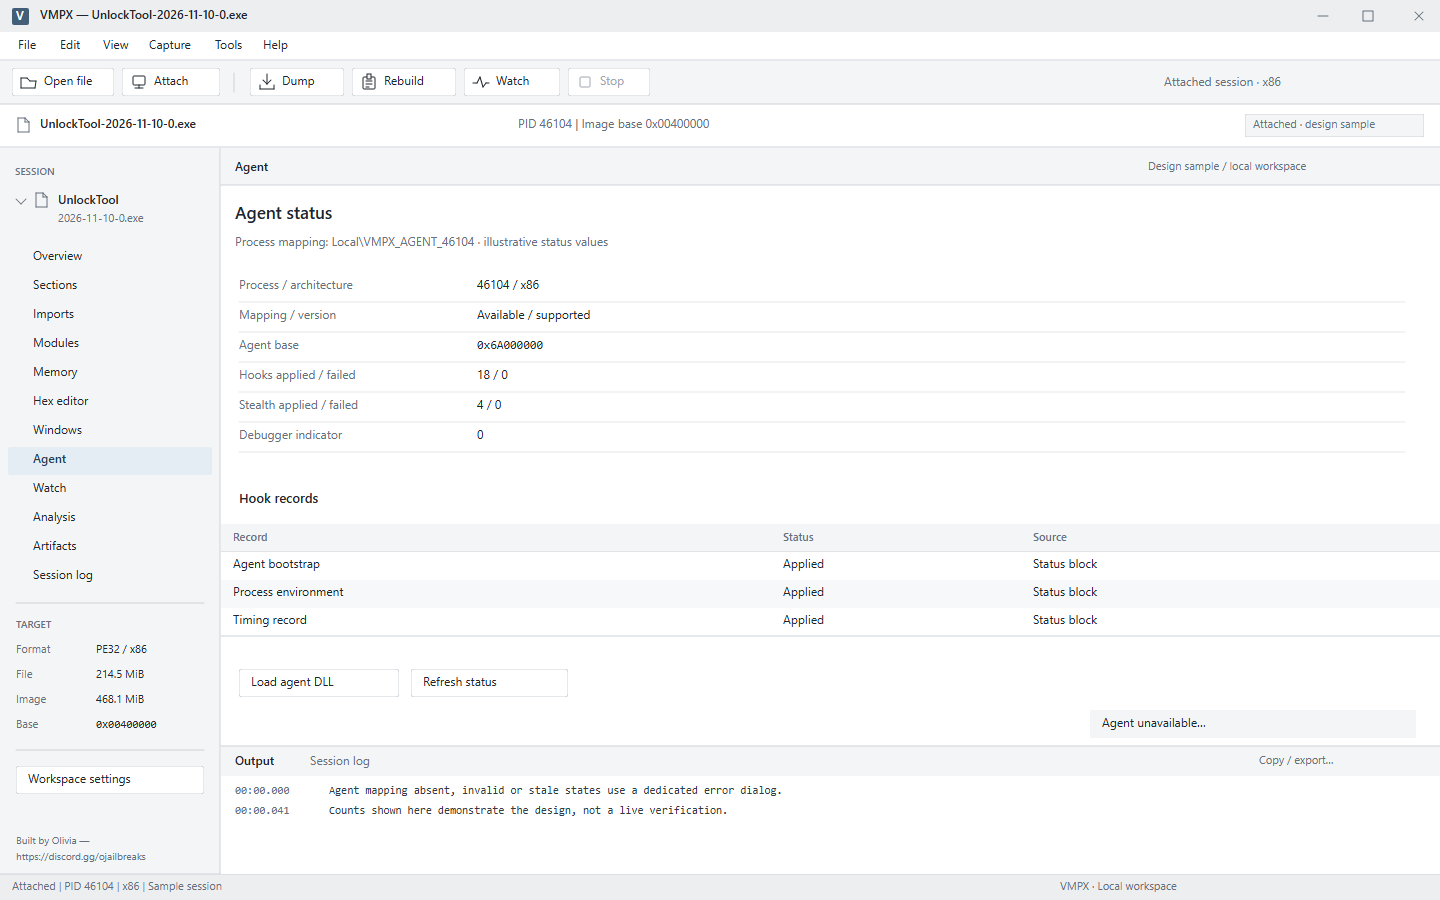 V VMPX — UnlockTool-2026-11-10-0.exe
File Edit View Capture Tools Help
Open file Attach Dump Rebuild Watch Stop Attached session · x86
UnlockTool-2026-11-10-0.exe PID 46104 | Image base 0x00400000 Attached · design sample
SESSION
UnlockTool
2026-11-10-0.exe
Overview
Sections
Imports
Modules
Memory
Hex editor
Windows
Agent
Watch
Analysis
Artifacts
Session log
TARGET
Format PE32 / x86
File 214.5 MiB
Image 468.1 MiB
Base 0x00400000
Workspace settings
Built by Olivia —
https://discord.gg/ojailbreaks
Agent Design sample / local workspace
Agent status
Process mapping: Local\VMPX_AGENT_46104 · illustrative status values
Process / architecture 46104 / x86
Mapping / version Available / supported
Agent base 0x6A000000
Hooks applied / failed 18 / 0
Stealth applied / failed 4 / 0
Debugger indicator 0
Hook records
Record Status Source
Agent bootstrap Applied Status block
Process environment Applied Status block
Timing record Applied Status block
Load agent DLL Refresh status
Agent unavailable...
Output Session log Copy / export...
00:00.000 Agent mapping absent, invalid or stale states use a dedicated error dialog.
00:00.041 Counts shown here demonstrate the design, not a live verification.
Attached | PID 46104 | x86 | Sample session VMPX · Local workspace